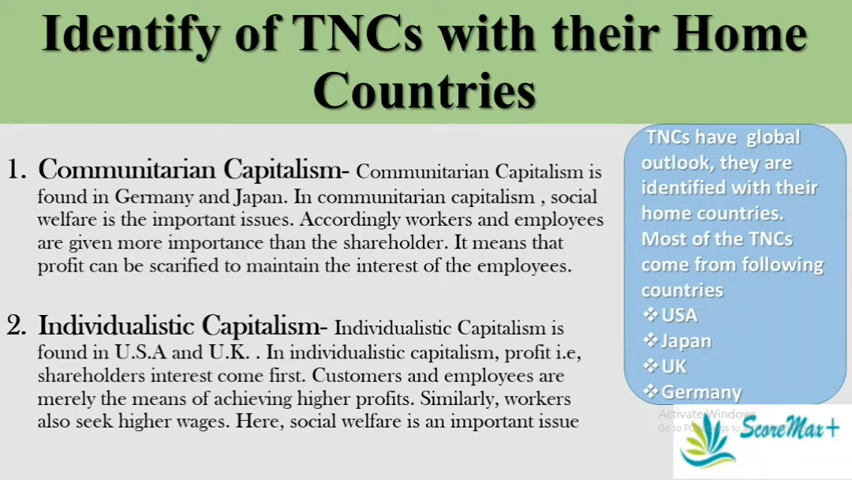 Identify of TNCs with their Home
Countries
1. Communitarian Capitalism- Communitarian Capitalism is
found in Germany and Japan. In communitarian capitalism , social
welfare is the important issues. Accordingly workers and employees
are given more importance than the shareholder. It means that
profit can be scarified to maintain the interest of the employees.
2. Individualistic Capitalism- Individualistic Capitalism is
found in U.S.A and U.K. . In individualistic capitalism, profit i.e,
shareholders interest come first. Customers and employees are
merely the means of achieving higher profits. Similarly, workers
also seek higher wages. Here, social welfare is an important issue
TNCs have global
outlook, they are
identified with their
home countries.
Most of the TNCs
come from following
countries
❖USA
❖Japan
❖UK
❖Germany
Activate Windows
Go to
ScoreMax+